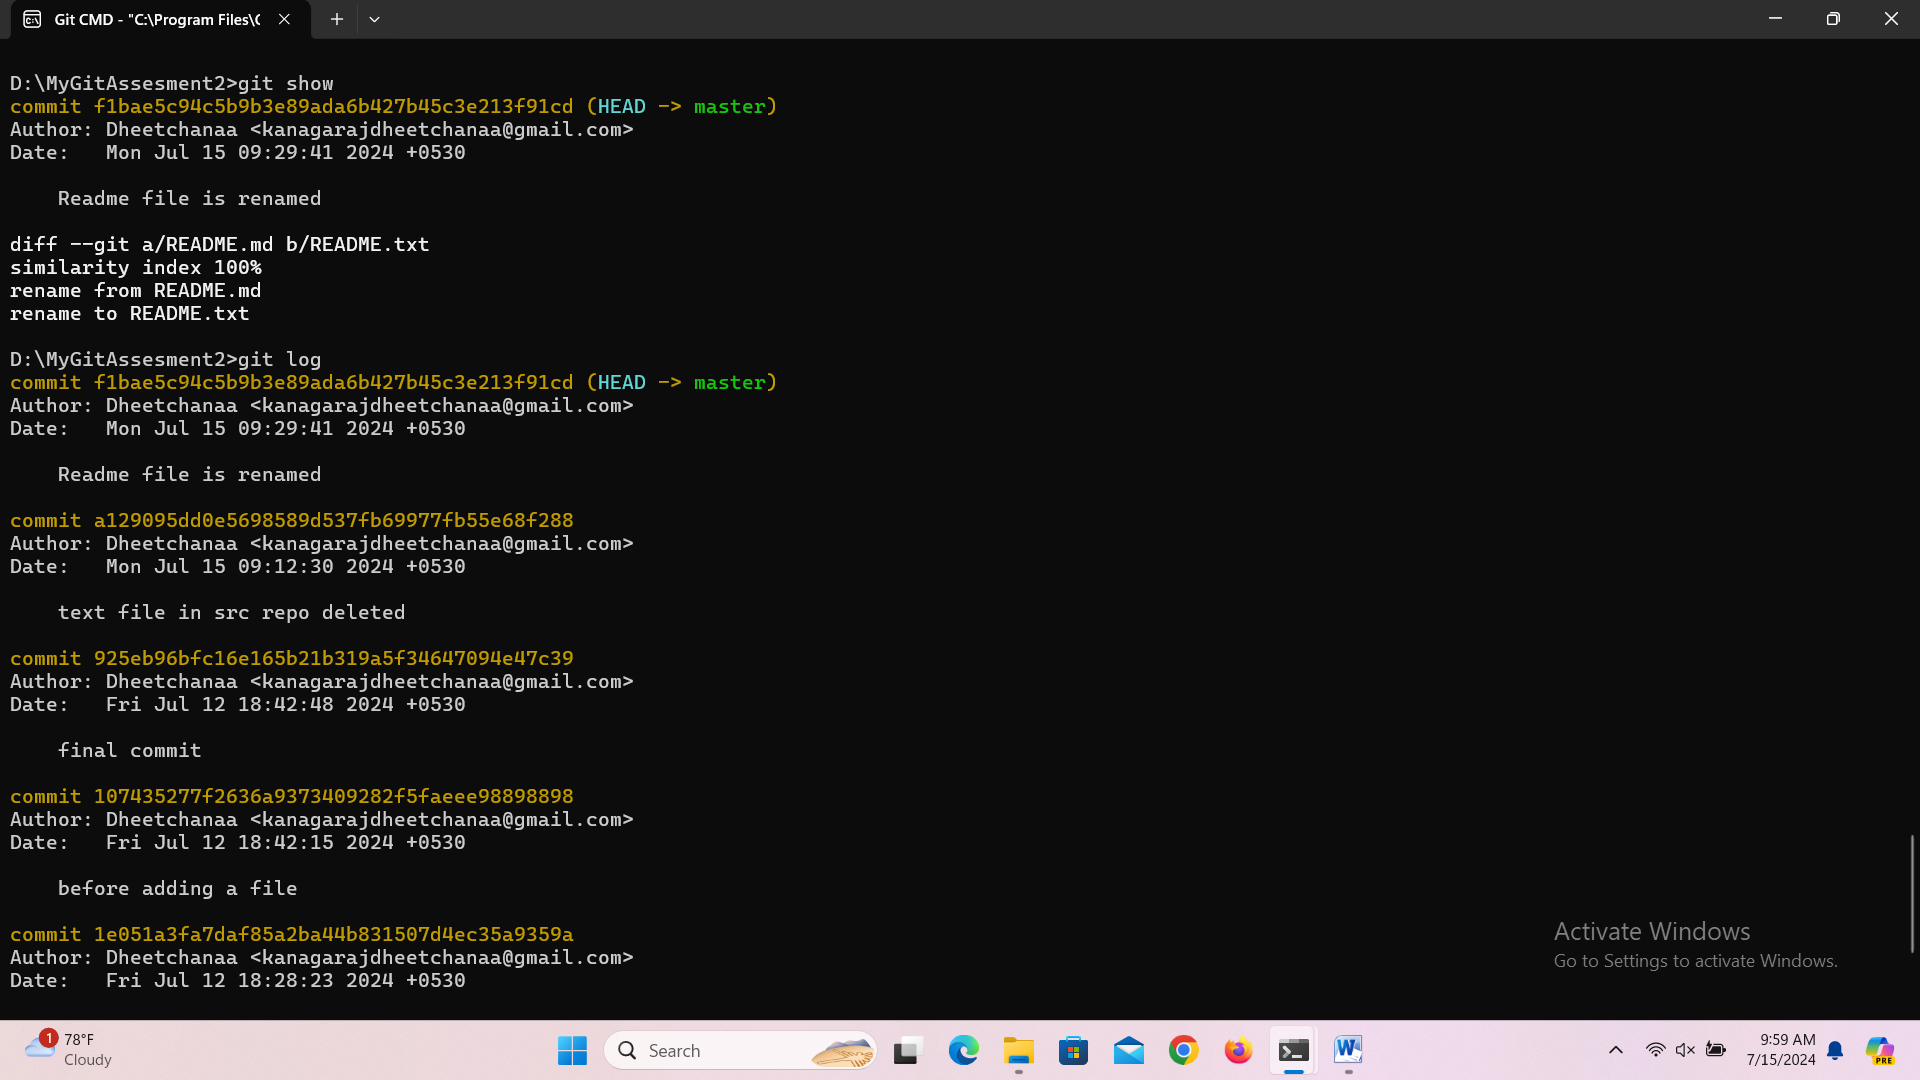 Git CMD - "C:\Program Files\G
D:\MyGitAssesment2>git show
commit f1bae5c94c5b9b3e89ada6b427b45c3e213f91cd (HEAD -> master)
Author: Dheetchanaa <kanagarajdheetchanaa@gmail.com>
Date:   Mon Jul 15 09:29:41 2024 +0530
    Readme file is renamed
diff --git a/README.md b/README.txt
similarity index 100%
rename from README.md
rename to README.txt
D:\MyGitAssesment2>git log
commit f1bae5c94c5b9b3e89ada6b427b45c3e213f91cd (HEAD -> master)
Author: Dheetchanaa <kanagarajdheetchanaa@gmail.com>
Date:   Mon Jul 15 09:29:41 2024 +0530
    Readme file is renamed
commit a129095dd0e5698589d537fb69977fb55e68f288
Author: Dheetchanaa <kanagarajdheetchanaa@gmail.com>
Date:   Mon Jul 15 09:12:30 2024 +0530
    text file in src repo deleted
commit 925eb96bfc16e165b21b319a5f34647094e47c39
Author: Dheetchanaa <kanagarajdheetchanaa@gmail.com>
Date:   Fri Jul 12 18:42:48 2024 +0530
    final commit
commit 107435277f2636a9373409282f5faeee98898898
Author: Dheetchanaa <kanagarajdheetchanaa@gmail.com>
Date:   Fri Jul 12 18:42:15 2024 +0530
    before adding a file
commit 1e051a3fa7daf85a2ba44b831507d4ec35a9359a
Author: Dheetchanaa <kanagarajdheetchanaa@gmail.com>
Date:   Fri Jul 12 18:28:23 2024 +0530
Activate Windows
Go to Settings to activate Windows.
1
78°F
Cloudy
Search
9:59 AM
7/15/2024
PRE